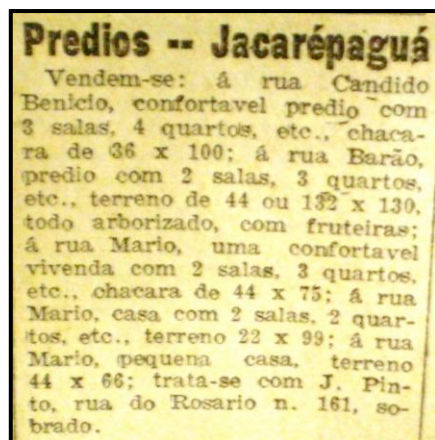 Predios -- Jacarépaguá
Vendem-se: á rua Candido
Benicio, confortavel predio com
3 salas, 4 quartos, etc., chaca-
ra de 36 x 100; á rua Barão,
predio com 2 salas, 3 quartos,
etc., terreno de 44 ou 132 x 130,
todo arborizado, com fruteiras;
á rua Mario, uma confortavel
vivenda com 2 salas, 3 quartos,
etc., chacara de 44 x 75; á rua
Mario, casa com 2 salas, 2 quar-
tos, etc., terreno 22 x 99; á rua
Mario, pequena casa, terreno
44 x 66; trata-se com J. Pin-
to, rua do Rosario n. 161, so-
brado.